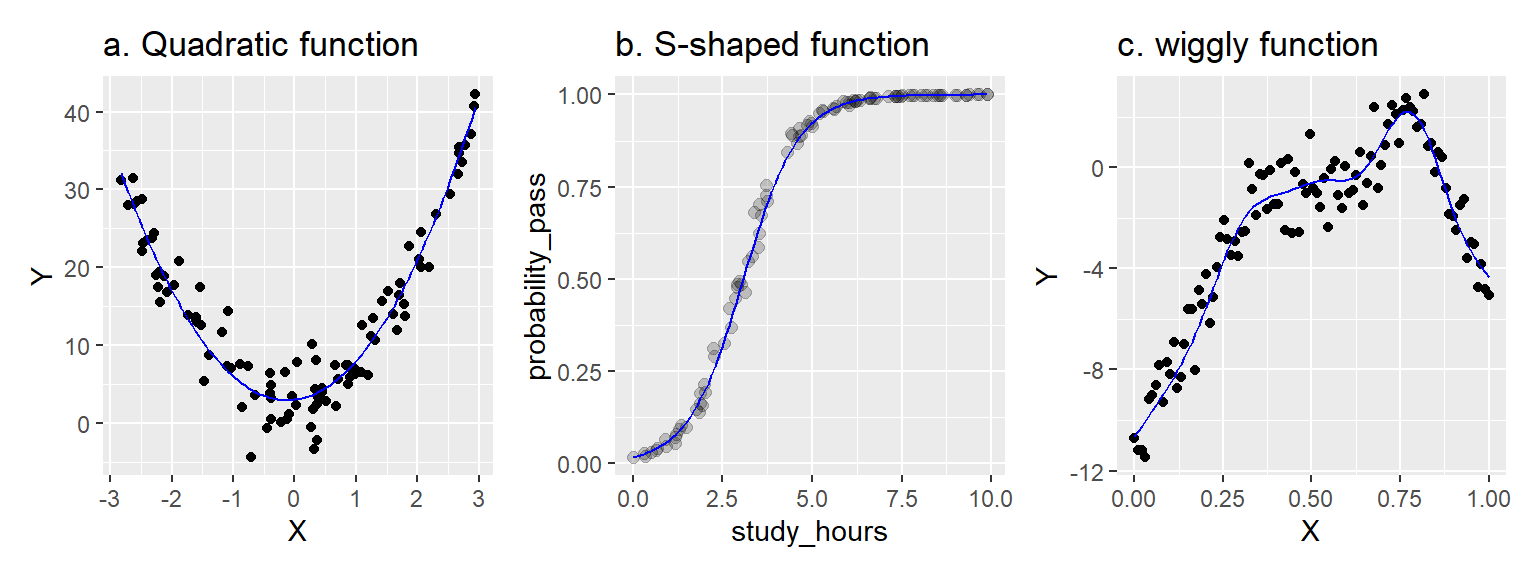 a. Quadratic function
40
30
20
10
0
Y
-3 -2 -1 0 1 2 3
X
b. S-shaped function
1.00
0.75
0.50
0.25
0.00
probability_pass
0.0 2.5 5.0 7.5 10.0
study_hours
c. wiggly function
0
-4
-8
-12
Y
0.00 0.25 0.50 0.75 1.00
X